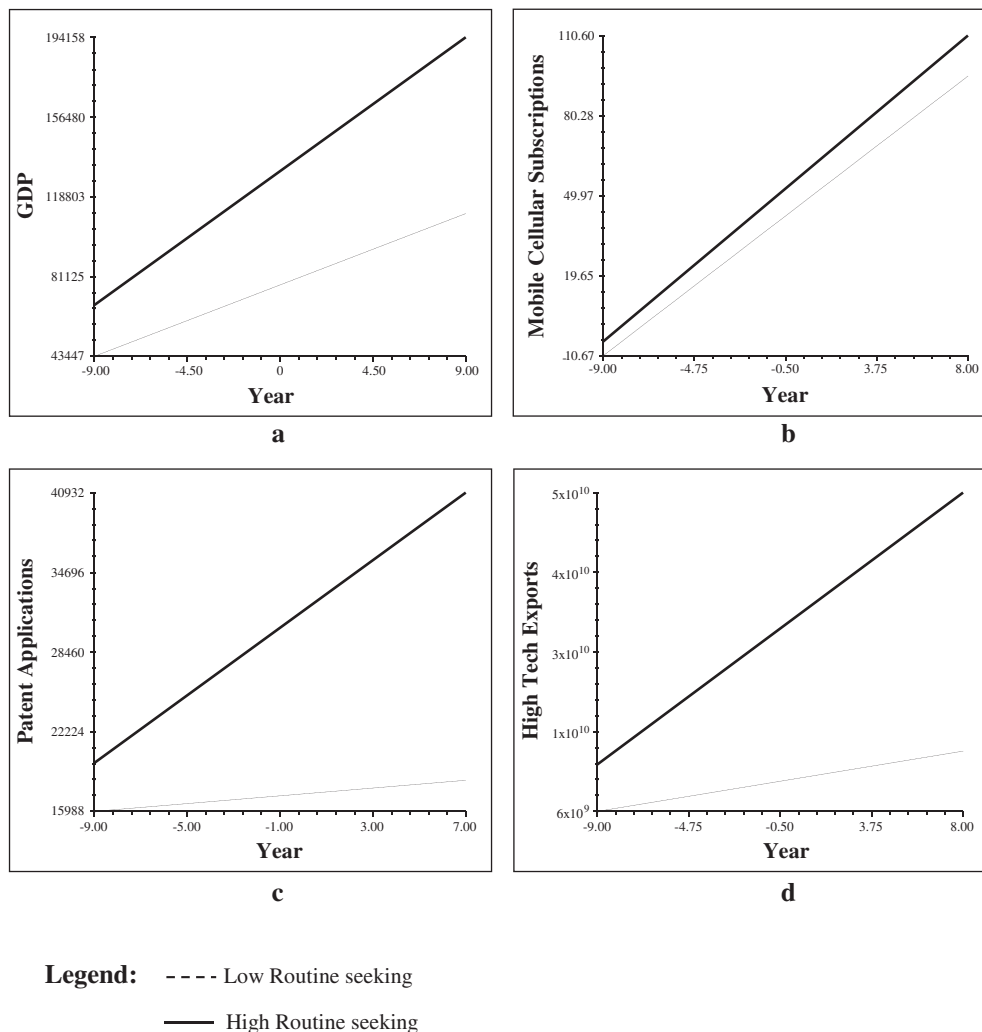 194158
156480
118803
81125
43447
GDP
-9.00 -4.50 0 4.50 9.00
Year
a
110.60
80.28
49.97
19.65
-10.67
Mobile Cellular Subscriptions
-9.00 -4.75 -0.50 3.75 8.00
Year
b
40932
34696
28460
22224
15988
Patent Applications
-9.00 -5.00 -1.00 3.00 7.00
Year
c
5x10¹⁰
4x10¹⁰
3x10¹⁰
1x10¹⁰
6x10⁹
High Tech Exports
-9.00 -4.75 -0.50 3.75 8.00
Year
d
Legend: Low Routine seeking
High Routine seeking